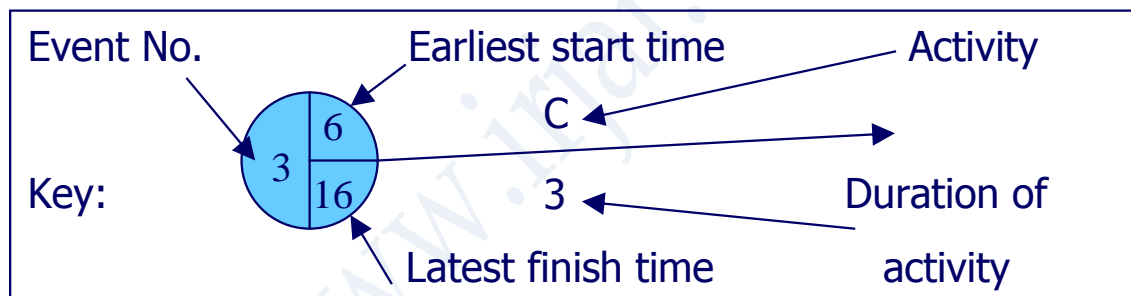 Event No. Earliest start time Activity
6 C
3
16 3
Key: Duration of
Latest finish time activity